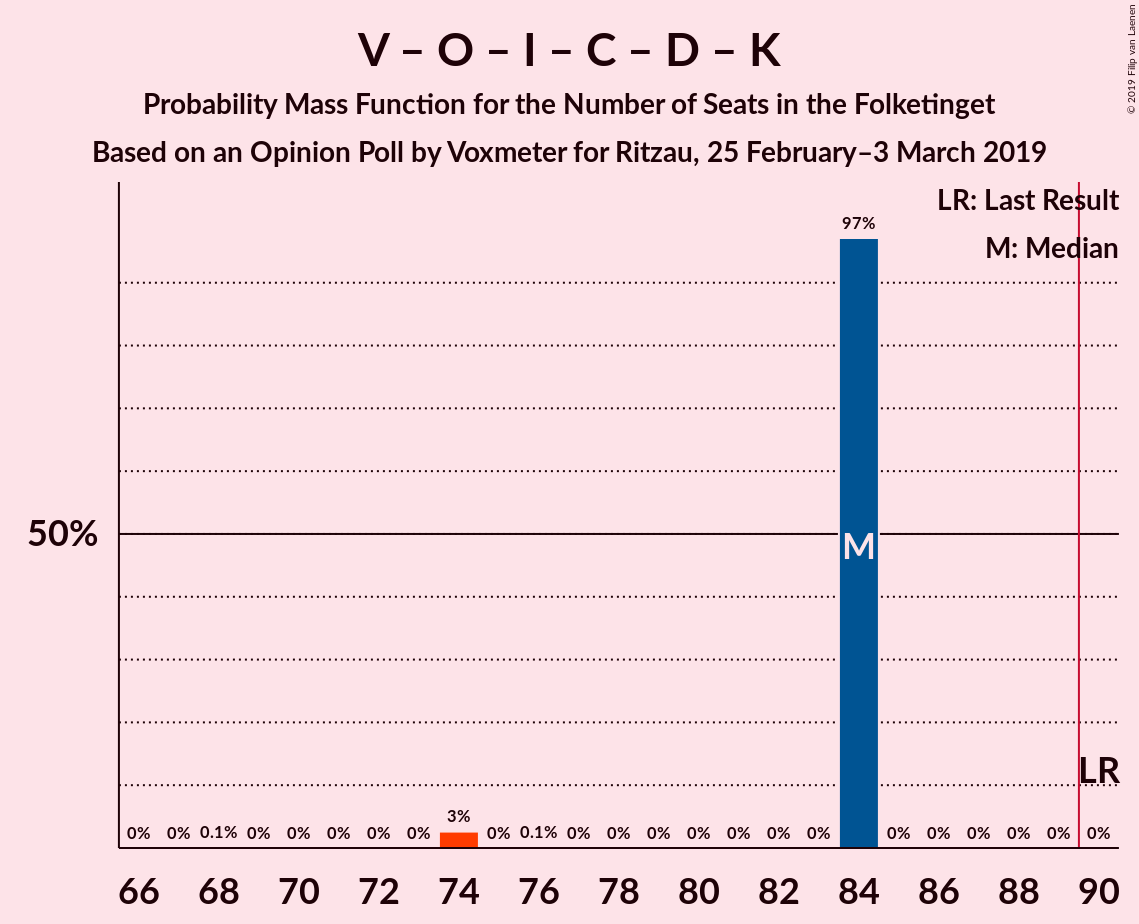 V – O – I – C – D – K
Probability Mass Function for the Number of Seats in the Folketinget
Based on an Opinion Poll by Voxmeter for Ritzau, 25 February–3 March 2019
© 2019 Filip van Laenen
LR: Last Result
M: Median
97%
50%
M
LR
0% 0% 0.1% 0% 0% 0% 0% 0% 3% 0% 0.1% 0% 0% 0% 0% 0% 0% 0% 0% 0% 0% 0% 0% 0%
66 68 70 72 74 76 78 80 82 84 86 88 90